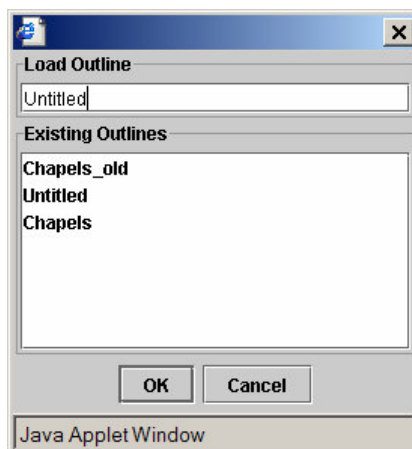 Load Outline
Untitled
Existing Outlines
Chapels_old
Untitled
Chapels
OK Cancel
Java Applet Window